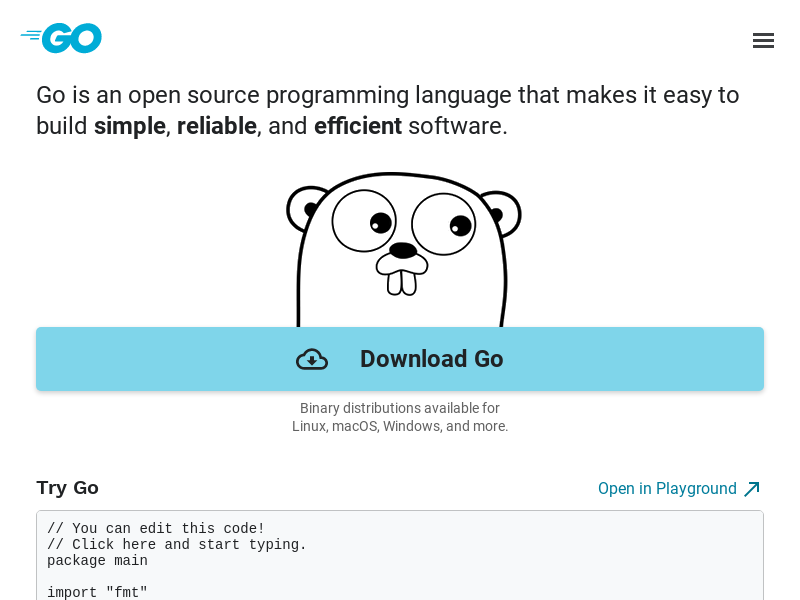 GO
Go is an open source programming language that makes it easy to
build simple, reliable, and efficient software.
Download Go
Binary distributions available for
Linux, macOS, Windows, and more.
Try Go
Open in Playground
// You can edit this code!
// Click here and start typing.
package main

import "fmt"